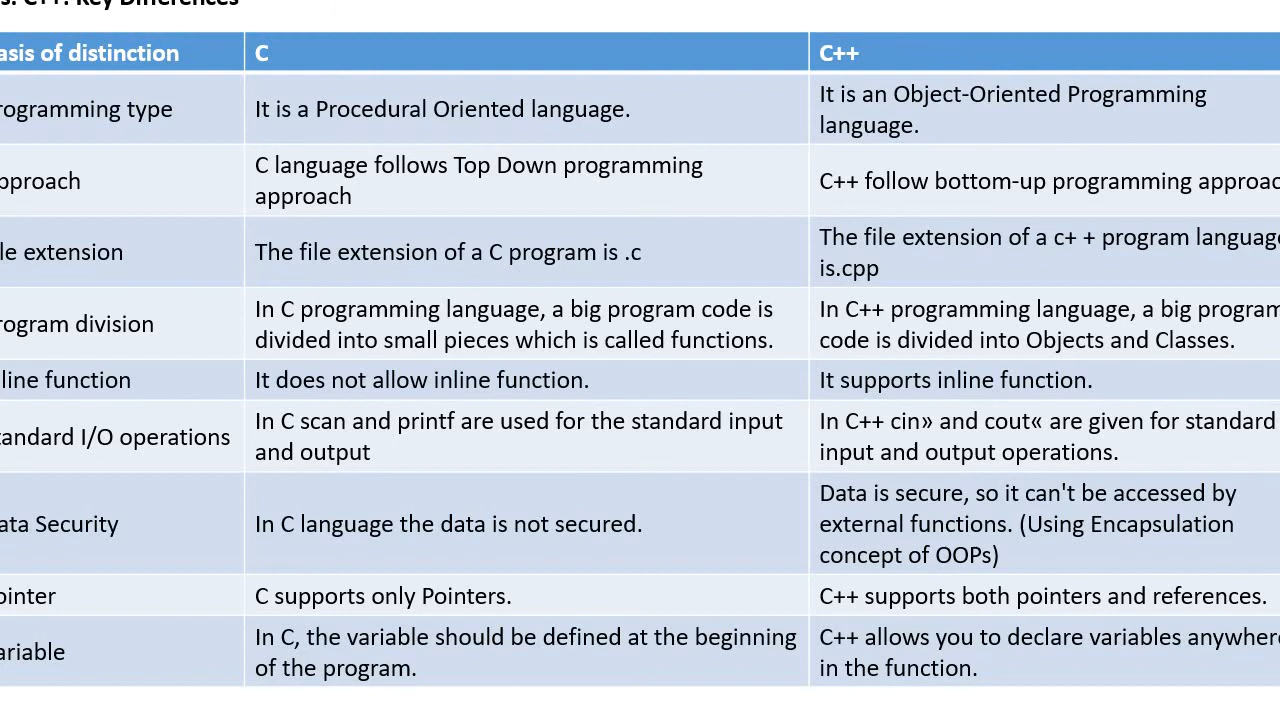 s. C++: Key Differences
asis of distinction
C
C++
rogramming type
It is a Procedural Oriented language.
It is an Object-Oriented Programming
language.
pproach
C language follows Top Down programming
approach
C++ follow bottom-up programming approac
le extension
The file extension of a C program is .c
The file extension of a c+ + program language
is.cpp
rogram division
In C programming language, a big program code is
divided into small pieces which is called functions.
In C++ programming language, a big program
code is divided into Objects and Classes.
line function
It does not allow inline function.
It supports inline function.
tandard I/O operations
In C scan and printf are used for the standard input
and output
In C++ cin» and cout« are given for standard
input and output operations.
ata Security
In C language the data is not secured.
Data is secure, so it can't be accessed by
external functions. (Using Encapsulation
concept of OOPs)
ointer
C supports only Pointers.
C++ supports both pointers and references.
ariable
In C, the variable should be defined at the beginning
of the program.
C++ allows you to declare variables anywhere
in the function.